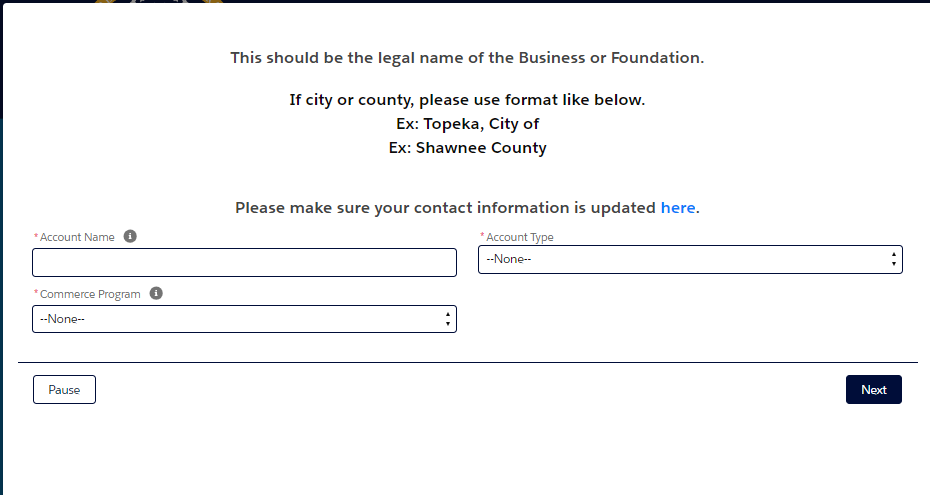 This should be the legal name of the Business or Foundation.
If city or county, please use format like below.
Ex: Topeka, City of
Ex: Shawnee County
Please make sure your contact information is updated here.
*Account Name i
*Account Type
--None--
*Commerce Program i
--None--
Pause
Next